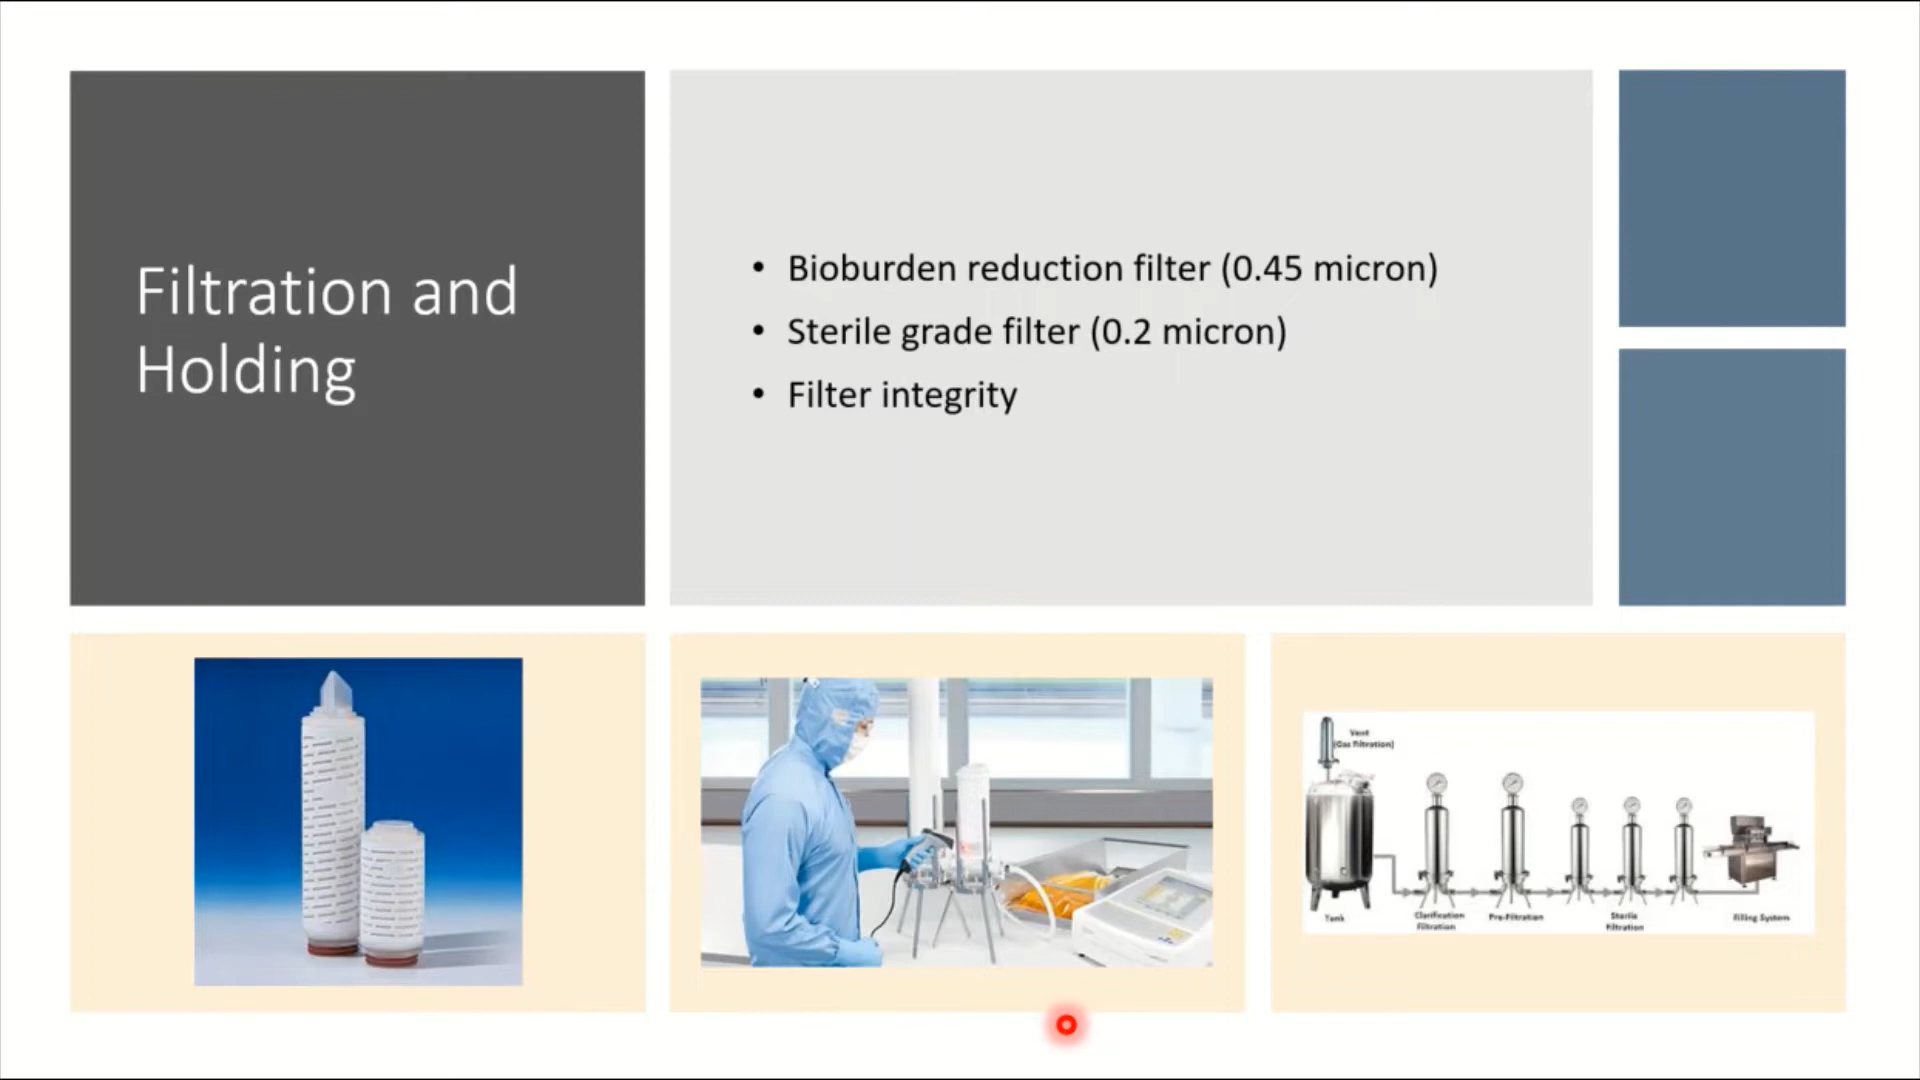 Filtration and
Holding
• Bioburden reduction filter (0.45 micron)
• Sterile grade filter (0.2 micron)
• Filter integrity
Vent
(Gas Filtration)
Tank
Clarification
Filtration
Pre-Filtration
Sterile
Filtration
Filling System